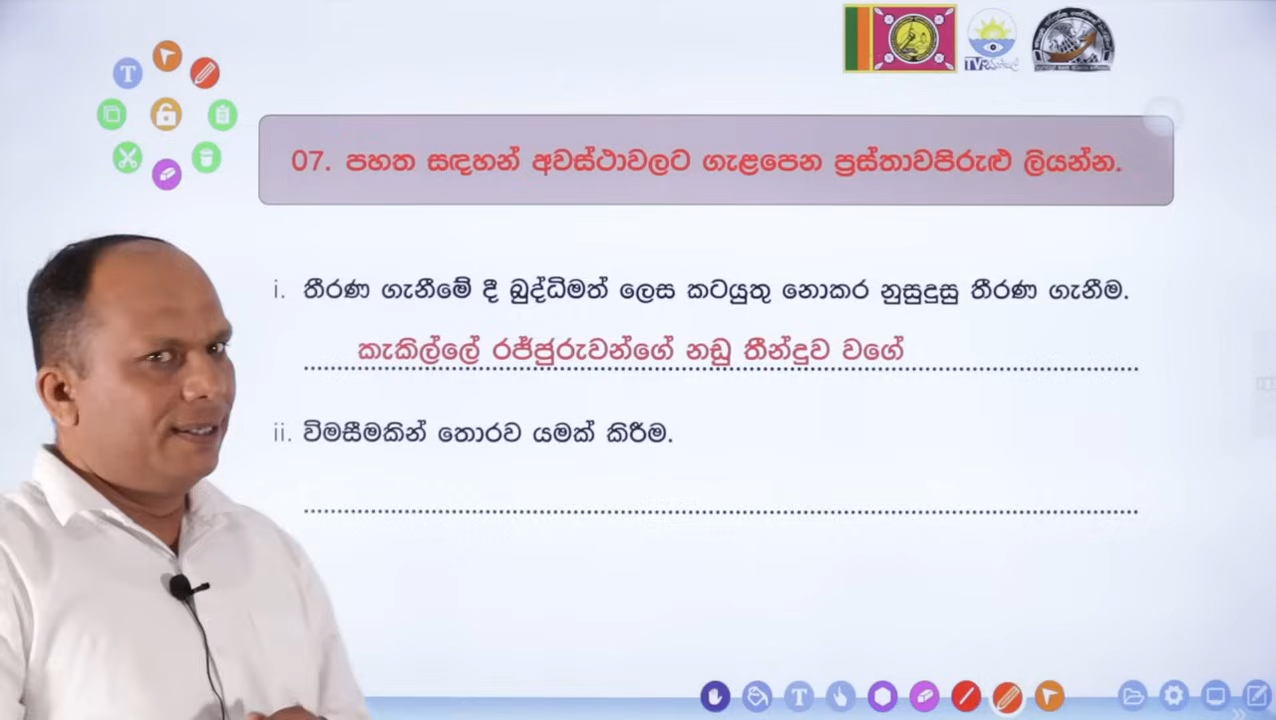 TV
07. පහත සඳහන් අවස්ථාවලට ගැළපෙන ප්‍රස්තාවපිරුළු ලියන්න.
i. තීරණ ගැනීමේ දී බුද්ධිමත් ලෙස කටයුතු නොකර නුසුදුසු තීරණ ගැනීම.
කැකිල්ලේ රජ්ජුරුවන්ගේ නඩු තීන්දුව වගේ
ii. විමසීමකින් තොරව යමක් කිරීම.